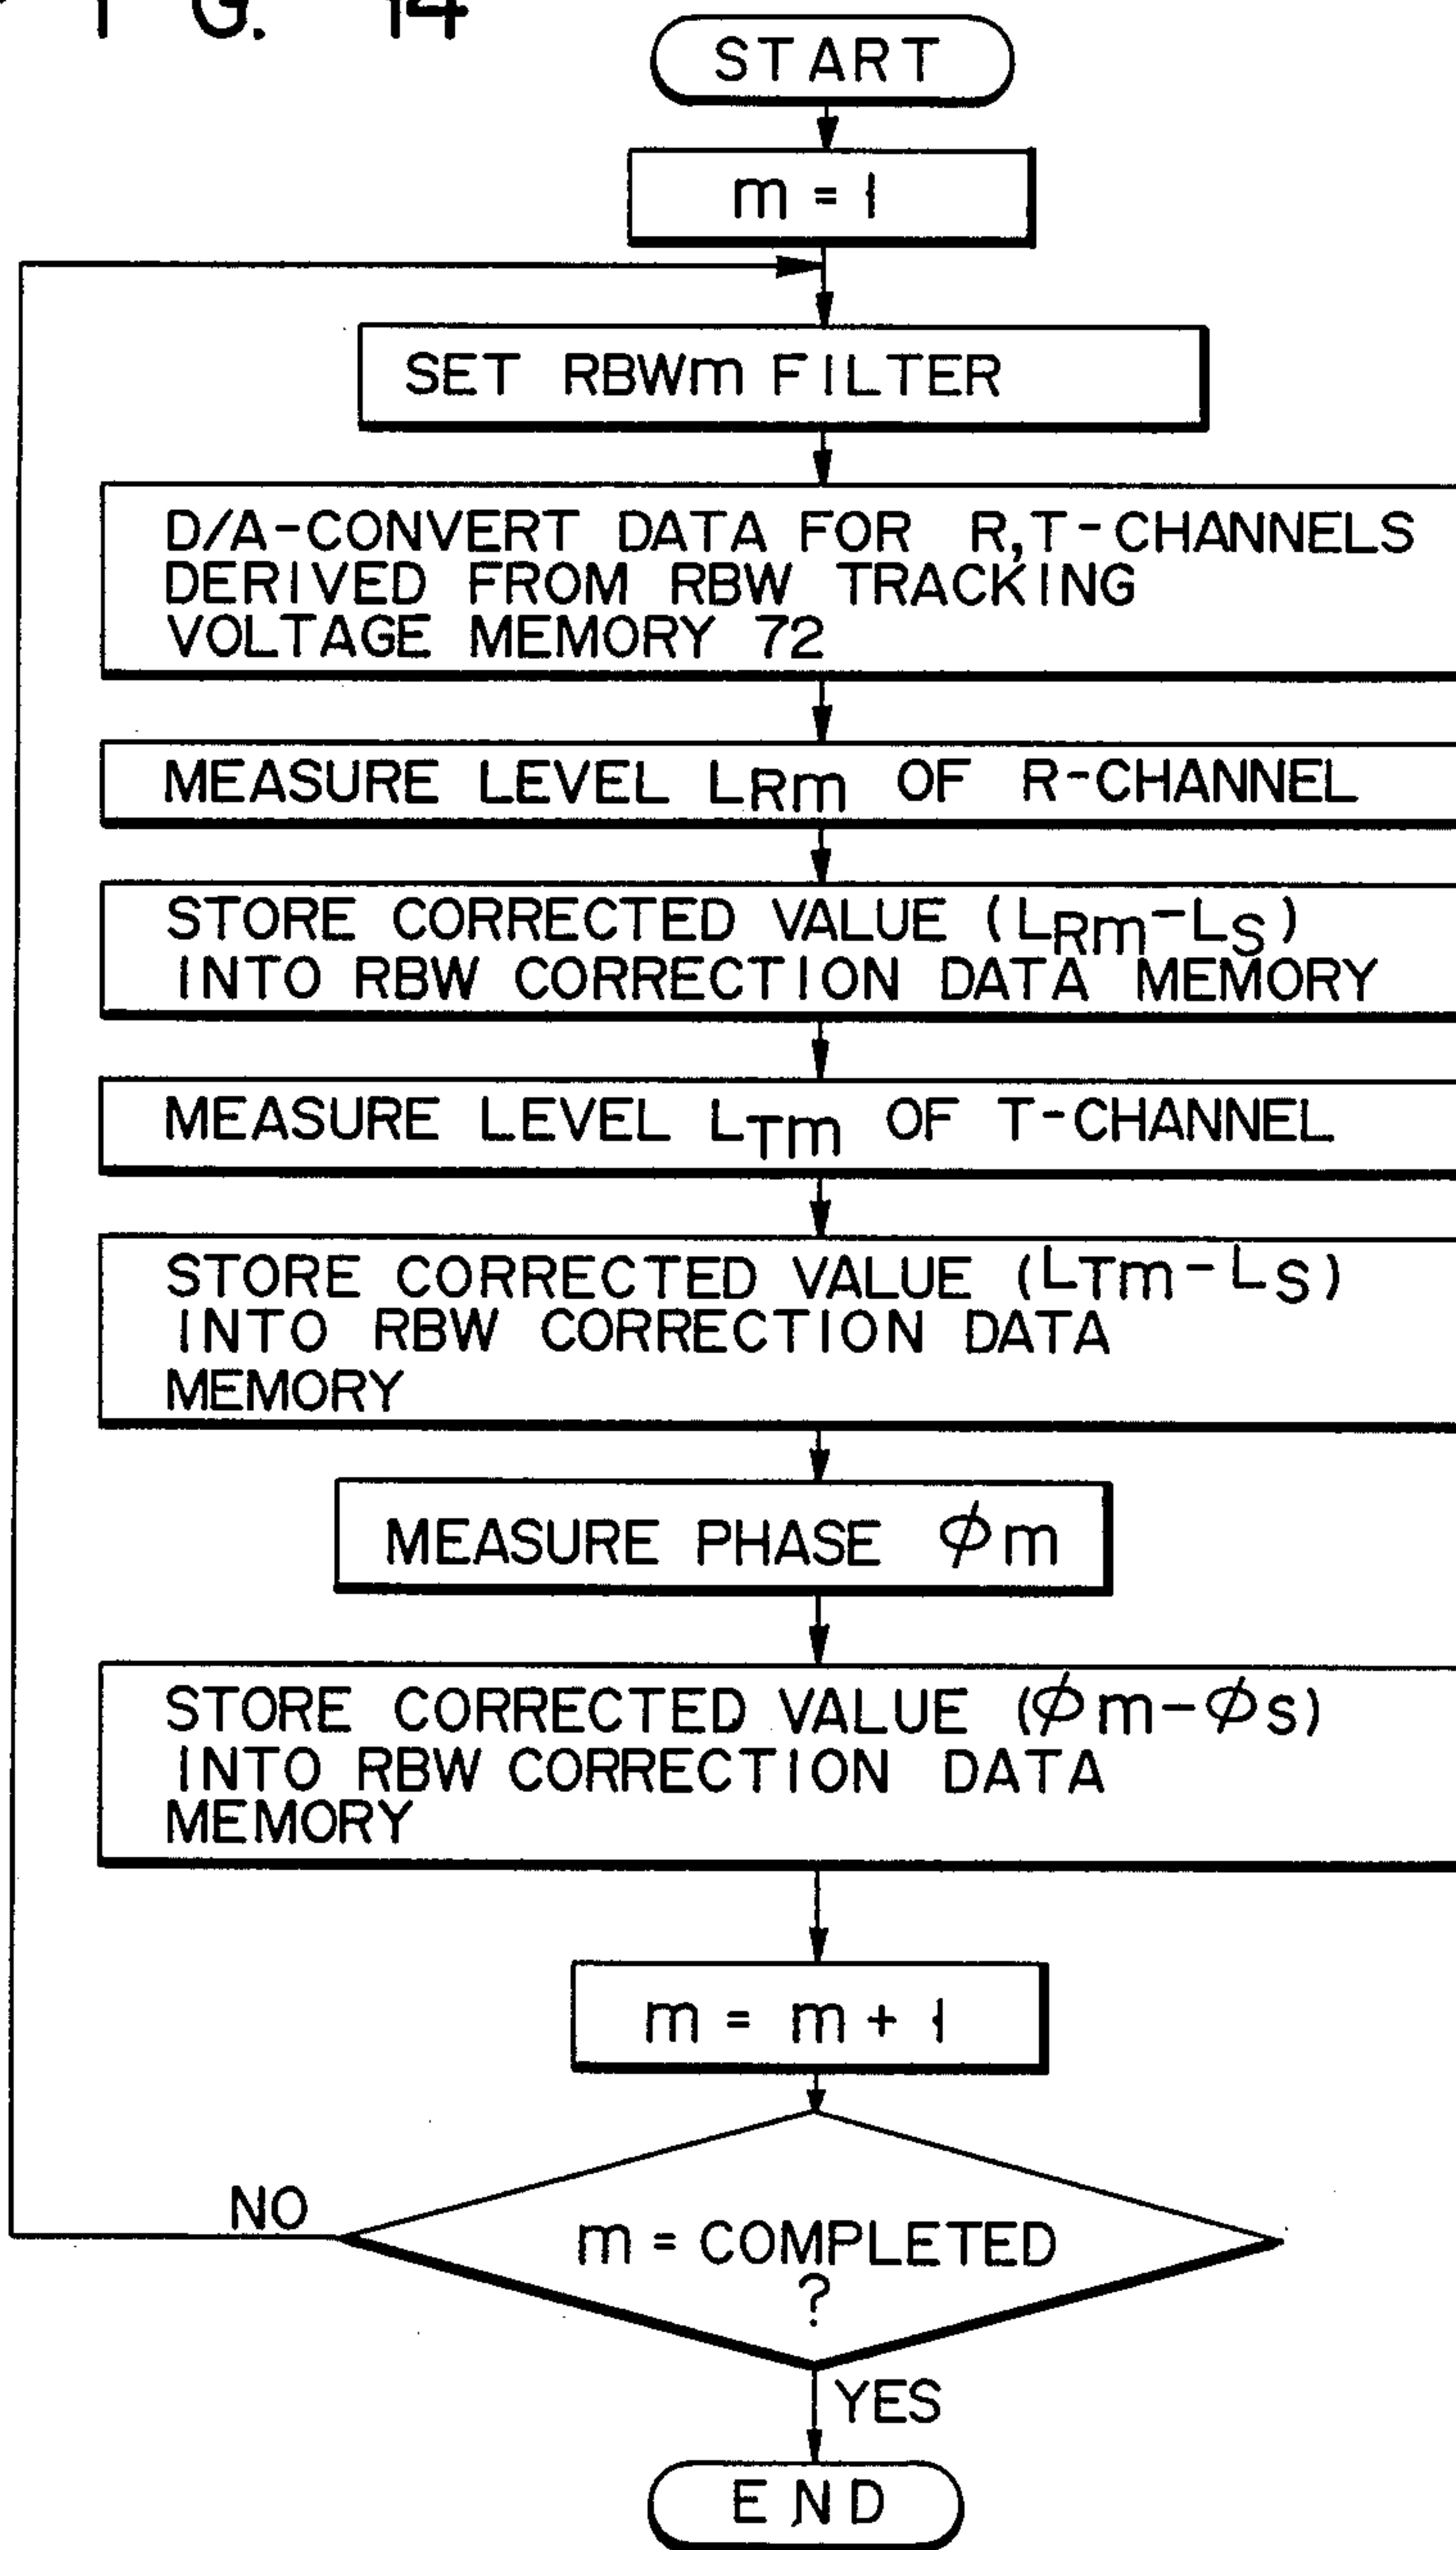 FIG. 14
START
m = 1
SET RBWm FILTER
D/A-CONVERT DATA FOR R,T-CHANNELS
DERIVED FROM RBW TRACKING
VOLTAGE MEMORY 72
MEASURE LEVEL LRm OF R-CHANNEL
STORE CORRECTED VALUE (LRm-LS)
INTO RBW CORRECTION DATA MEMORY
MEASURE LEVEL LTm OF T-CHANNEL
STORE CORRECTED VALUE (LTm-LS)
INTO RBW CORRECTION DATA
MEMORY
MEASURE PHASE ϕm
STORE CORRECTED VALUE (ϕm-ϕs)
INTO RBW CORRECTION DATA
MEMORY
m = m + 1
NO
m = COMPLETED
?
YES
END